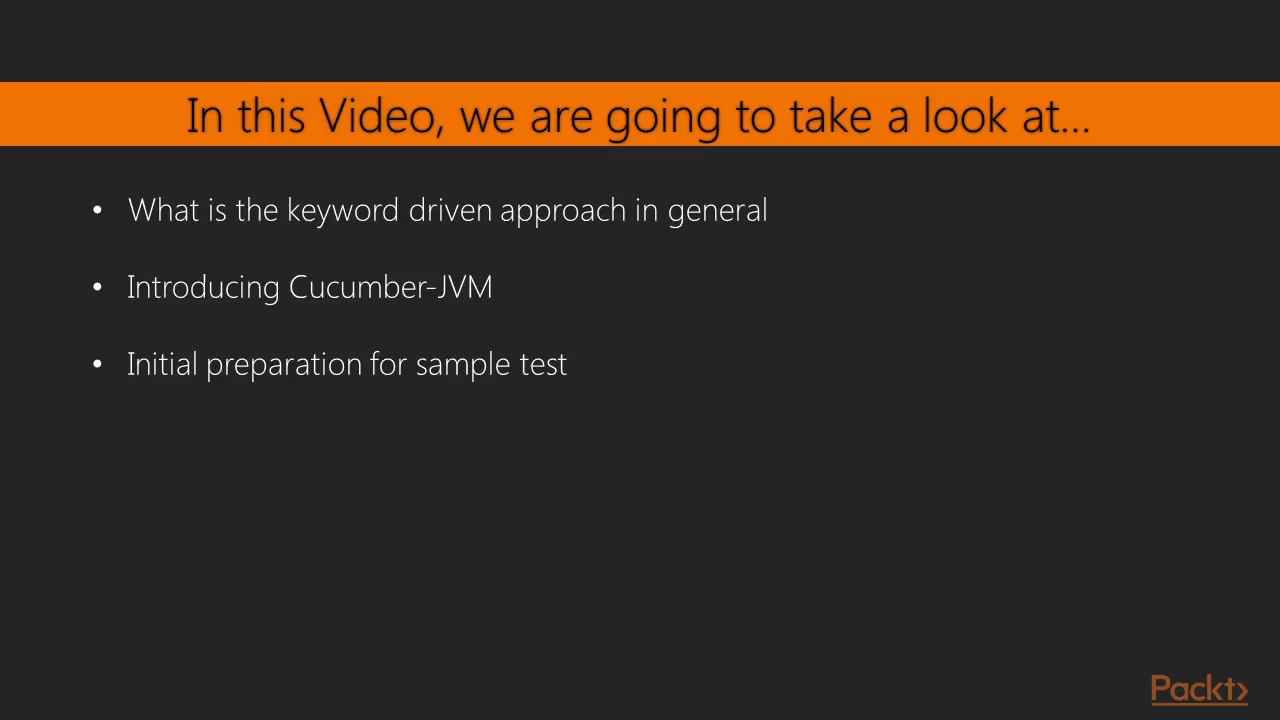 In this Video, we are going to take a look at...
• What is the keyword driven approach in general
• Introducing Cucumber-JVM
• Initial preparation for sample test
Packt>